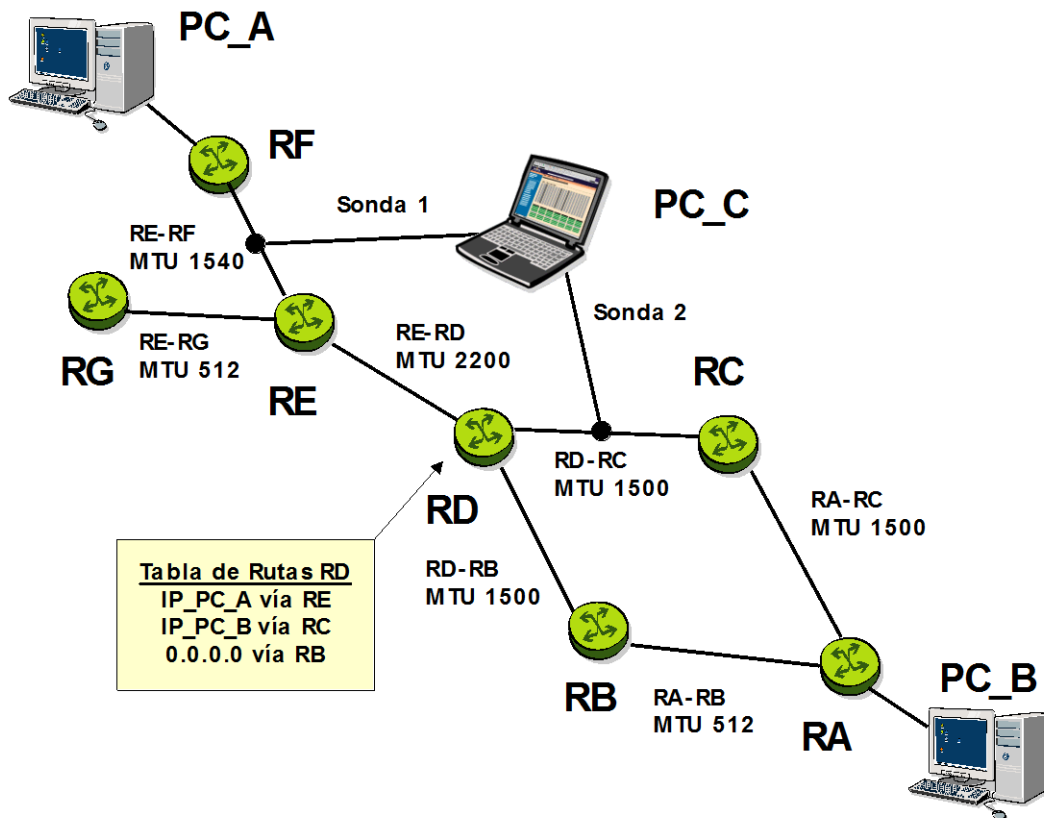 PC_A
RF
Sonda 1
PC_C
RE-RF
MTU 1540
Sonda 2
RE-RG
MTU 512
RG
RE
RE-RD
MTU 2200
RC
RD-RC
MTU 1500
RD
RA-RC
MTU 1500
Tabla de Rutas RD
IP_PC_A vía RE
IP_PC_B vía RC
0.0.0.0 vía RB
RD-RB
MTU 1500
RB
RA-RB
MTU 512
RA
PC_B